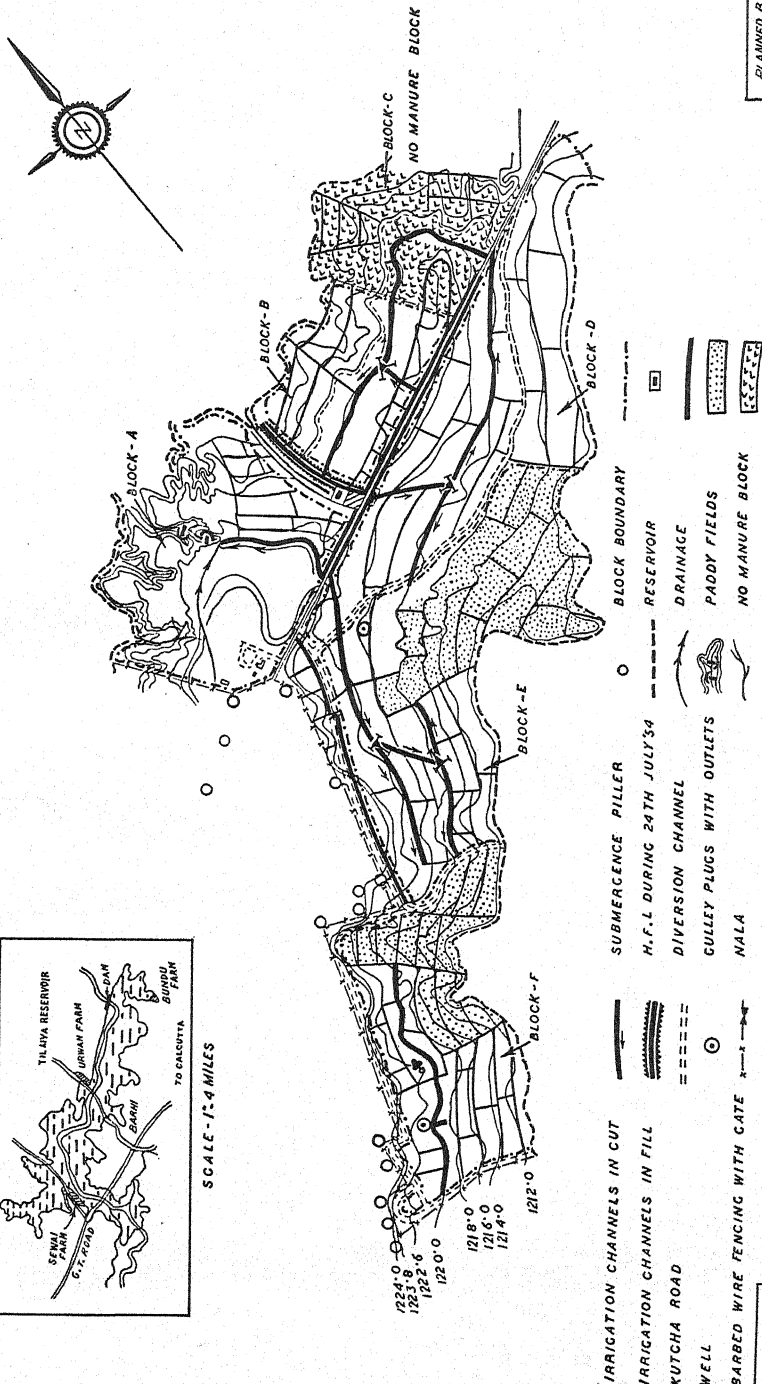 N
BLOCK-A
BLOCK-B
BLOCK-C
NO MANURE BLOCK
BLOCK-D
BLOCK-E
BLOCK-F
1224·0
1223·8
1222·6
1220·0
1218·0
1216·0
1214·0
1212·0
TILAIYA RESERVOIR
URWAN FARM
DAM
BUNDU FARM
SEWAI FARM
BARHI
G.T. ROAD
TO CALCUTTA
SCALE - 1": 4 MILES
IRRIGATION CHANNELS IN CUT
IRRIGATION CHANNELS IN FILL
KUTCHA ROAD
WELL
BARBED WIRE FENCING WITH GATE
SUBMERGENCE PILLER
H.F.L DURING 24TH JULY'54
DIVERSION CHANNEL
GULLEY PLUGS WITH OUTLETS
NALA
BLOCK BOUNDARY
RESERVOIR
DRAINAGE
PADDY FIELDS
NO MANURE BLOCK
PLANNED B